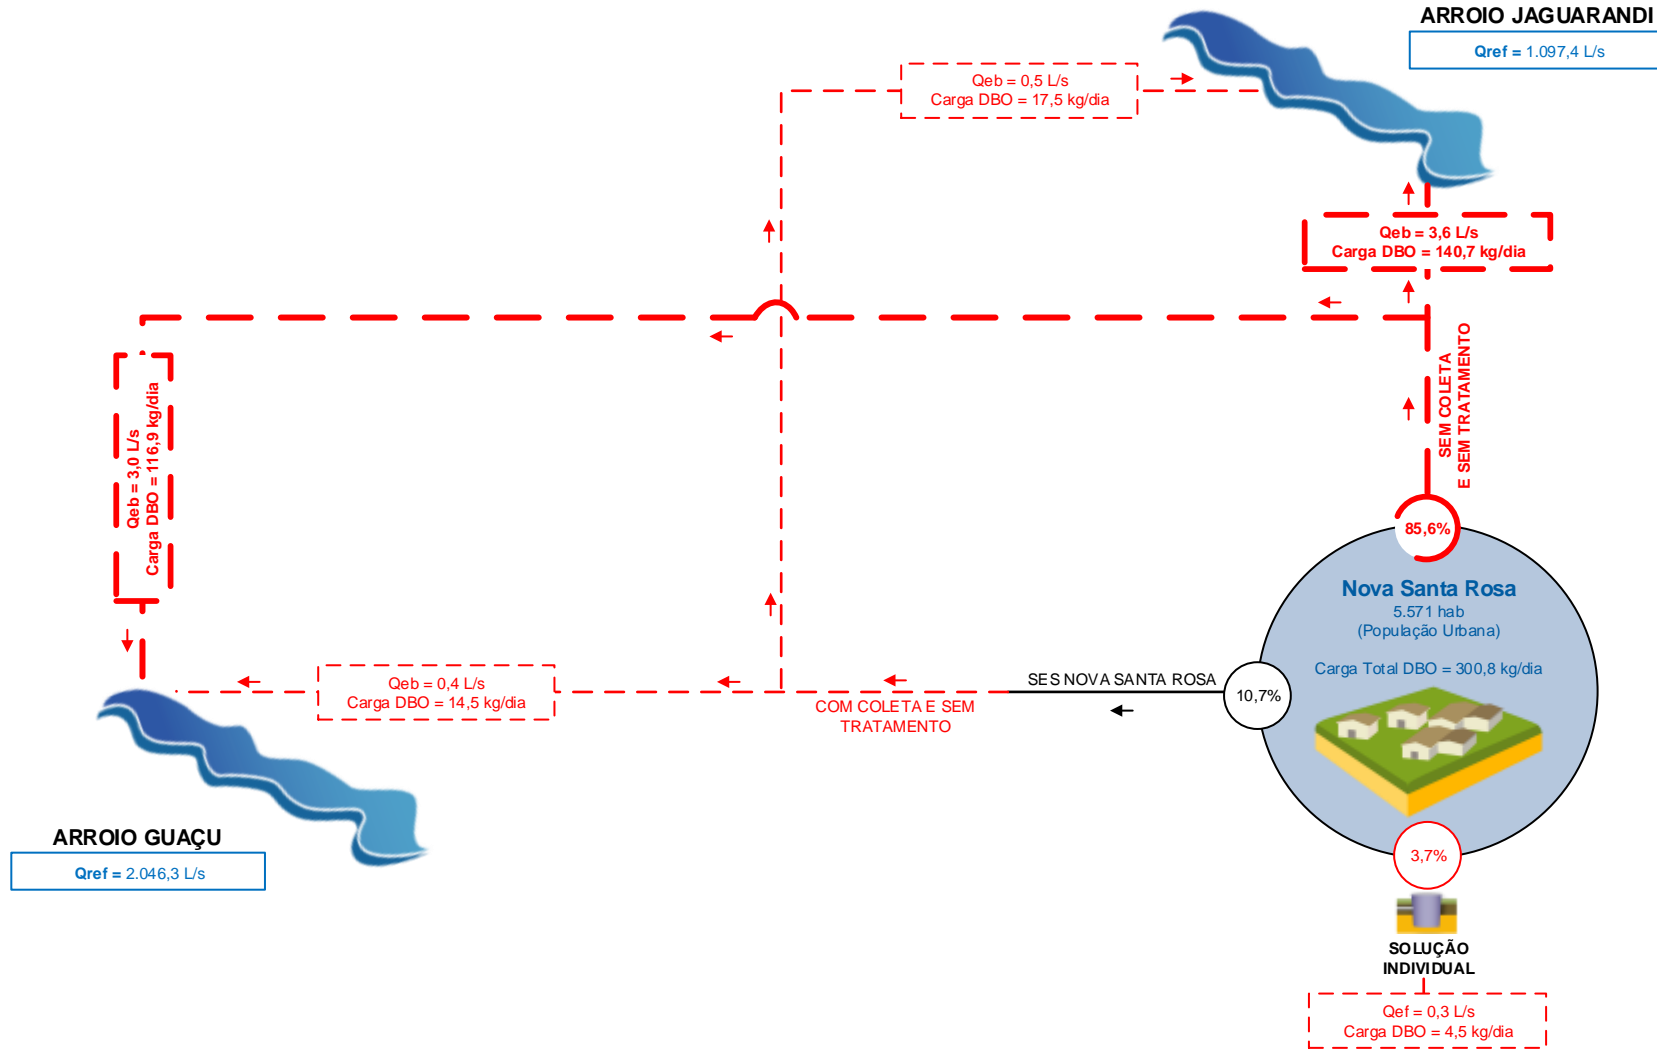 ARROIO JAGUARANDI
Qref = 1.097,4 L/s
Qeb = 0,5 L/s
Carga DBO = 17,5 kg/dia
Qeb = 3,6 L/s
Carga DBO = 140,7 kg/dia
SEM COLETA
E SEM TRATAMENTO
Qeb = 3,0 L/s
Carga DBO = 116,9 kg/dia
85,6%
Nova Santa Rosa
5.571 hab
(População Urbana)
Carga Total DBO = 300,8 kg/dia
SES NOVA SANTA ROSA
10,7%
COM COLETA E SEM
TRATAMENTO
Qeb = 0,4 L/s
Carga DBO = 14,5 kg/dia
ARROIO GUAÇU
Qref = 2.046,3 L/s
3,7%
SOLUÇÃO
INDIVIDUAL
Qef = 0,3 L/s
Carga DBO = 4,5 kg/dia